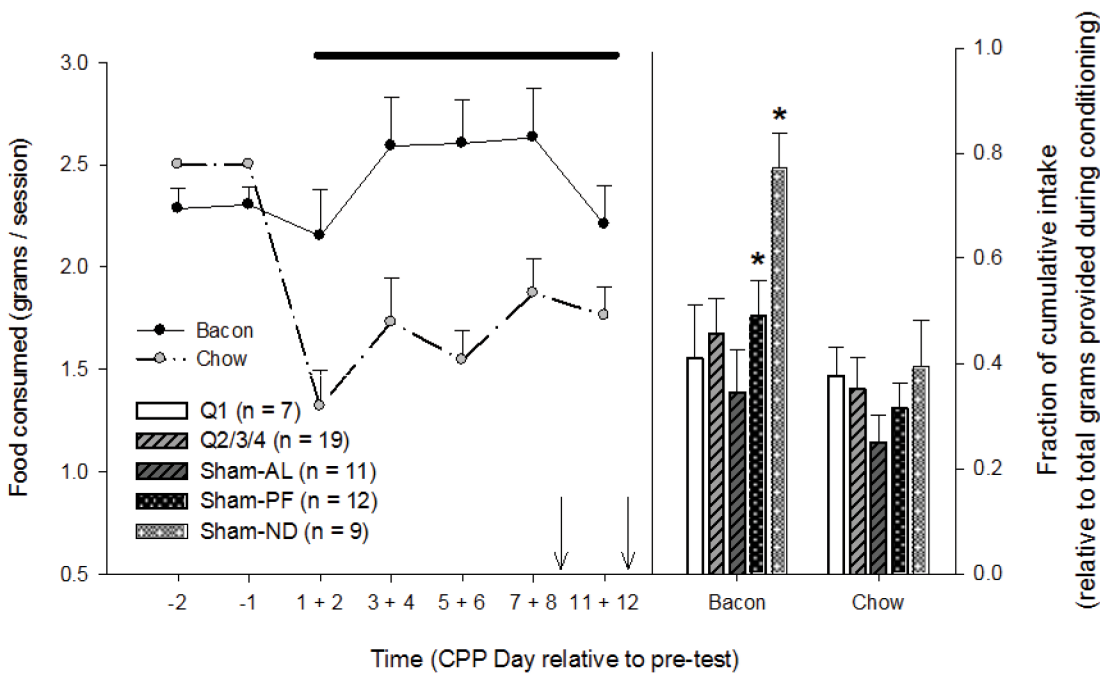 Food consumed (grams / session)
3.0
2.5
2.0
1.5
1.0
0.5
Bacon
Chow
Q1 (n = 7)
Q2/3/4 (n = 19)
Sham-AL (n = 11)
Sham-PF (n = 12)
Sham-ND (n = 9)
-2
-1
1 + 2
3 + 4
5 + 6
7 + 8
11 + 12
Time (CPP Day relative to pre-test)
*
*
Bacon
Chow
1.0
0.8
0.6
0.4
0.2
0.0
Fraction of cumulative intake
(relative to total grams provided during conditioning)